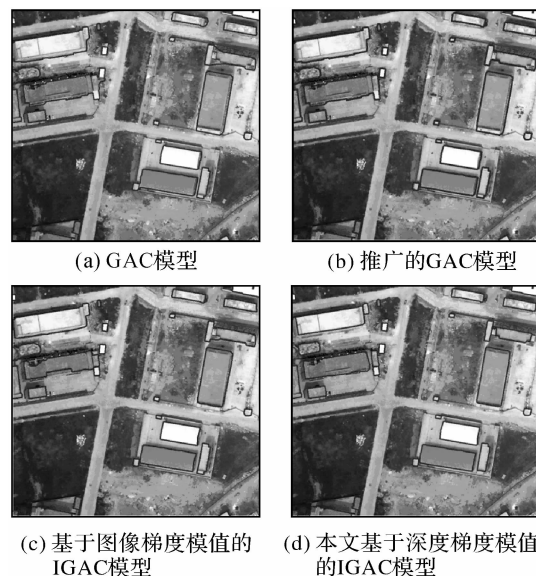 (a) GAC模型
(b) 推广的GAC模型
(c) 基于图像梯度模值的
IGAC模型
(d) 本文基于深度梯度模值
的IGAC模型